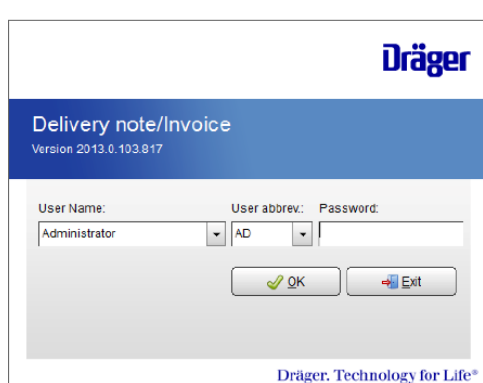 Dräger
Delivery note/Invoice
Version 2013.0.103.817
User Name: User abbrev.: Password:
Administrator AD
OK Exit
Dräger. Technology for Life®